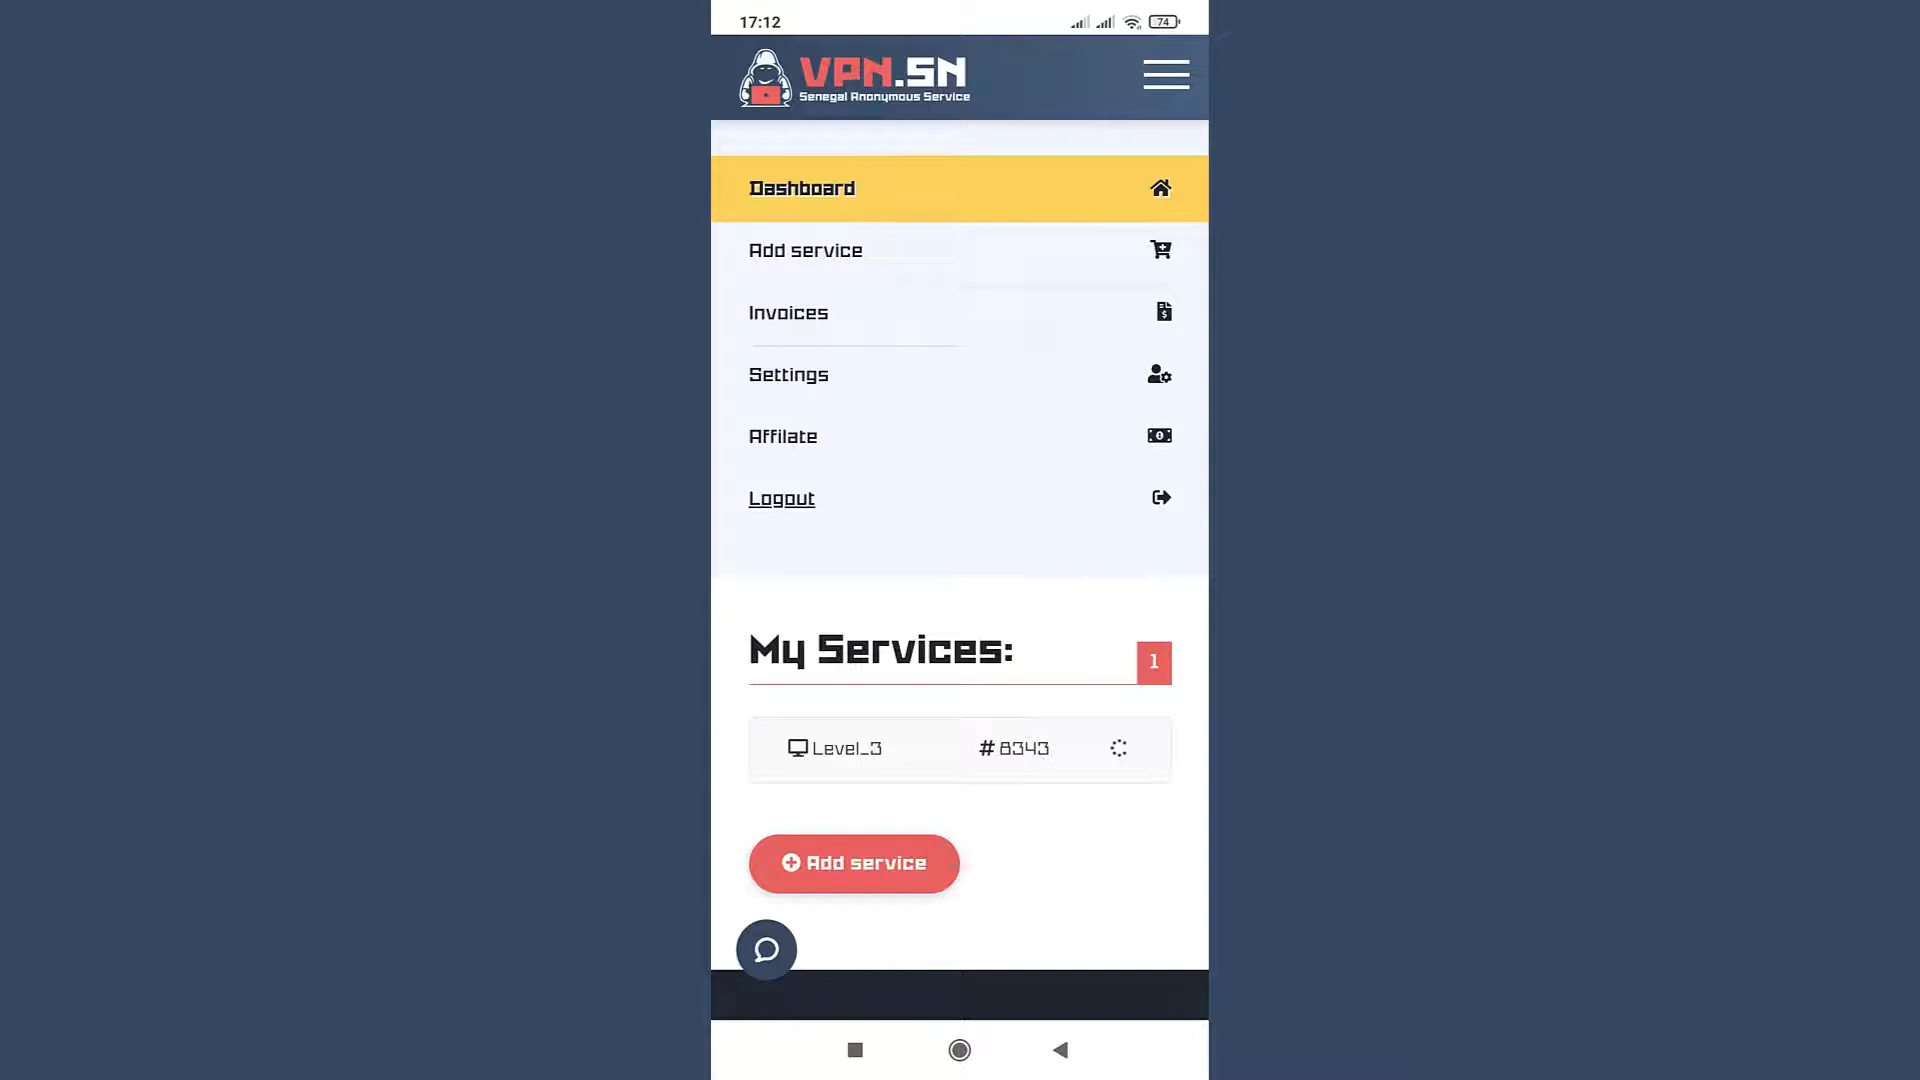 17:12
74
VPN.SN
Senegal Anonymous Service
Dashboard
Add service
Invoices
Settings
Affilate
Logout
My Services:
1
Level_3
# 8343
Add service